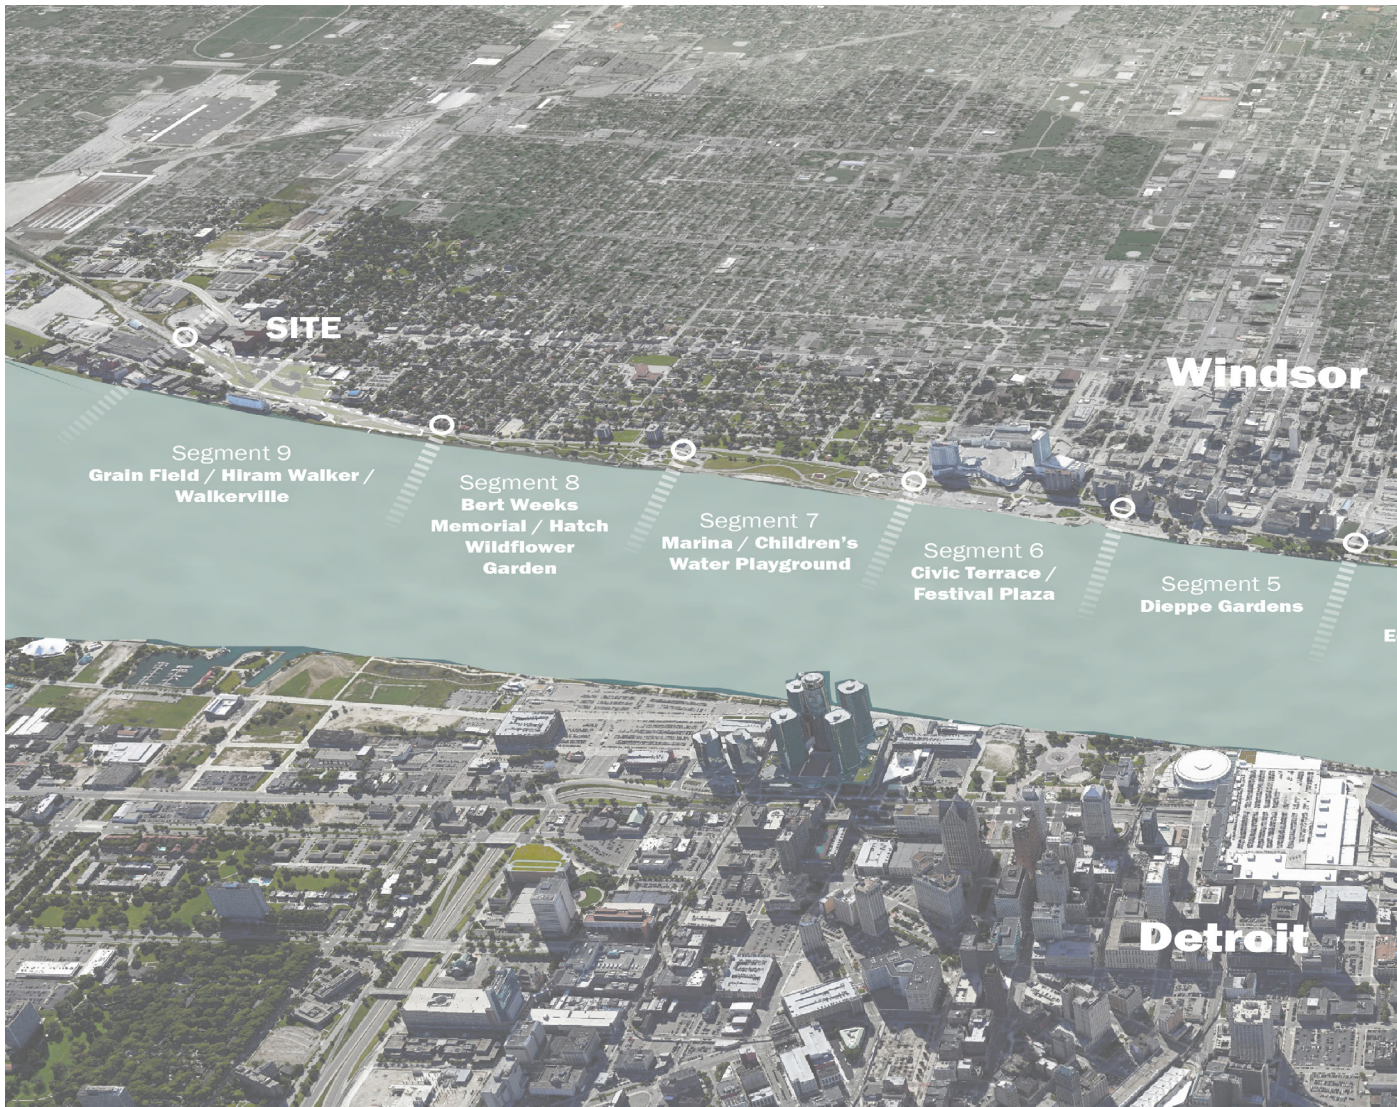 SITE
Windsor
Segment 9
Grain Field / Hiram Walker /
Walkerville
Segment 8
Bert Weeks
Memorial / Hatch
Wildflower
Garden
Segment 7
Marina / Children’s
Water Playground
Segment 6
Civic Terrace /
Festival Plaza
Segment 5
Dieppe Gardens
E
Detroit